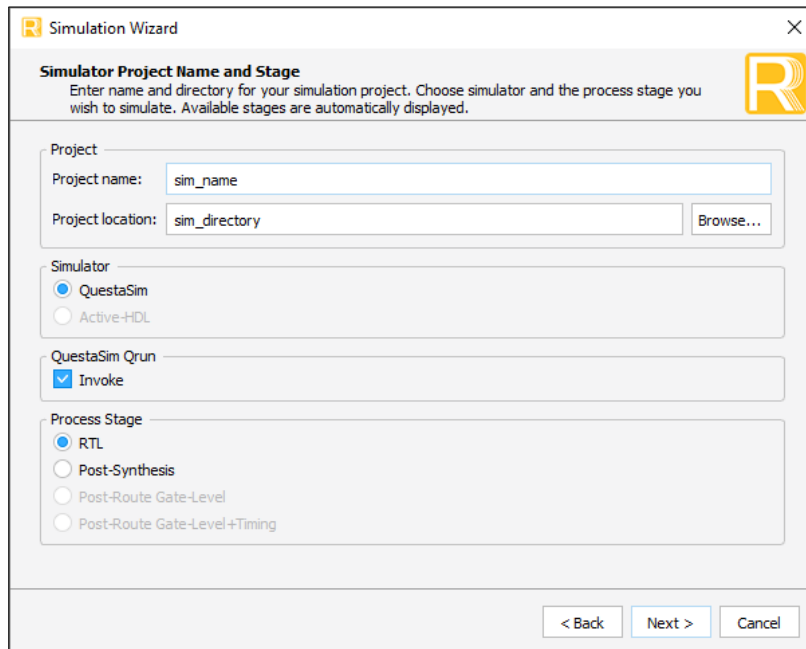 Simulation Wizard
Simulator Project Name and Stage
Enter name and directory for your simulation project. Choose simulator and the process stage you
wish to simulate. Available stages are automatically displayed.
Project
Project name: sim_name
Project location: sim_directory Browse...
Simulator
QuestaSim
Active-HDL
QuestaSim Qrun
Invoke
Process Stage
RTL
Post-Synthesis
Post-Route Gate-Level
Post-Route Gate-Level+Timing
< Back Next > Cancel